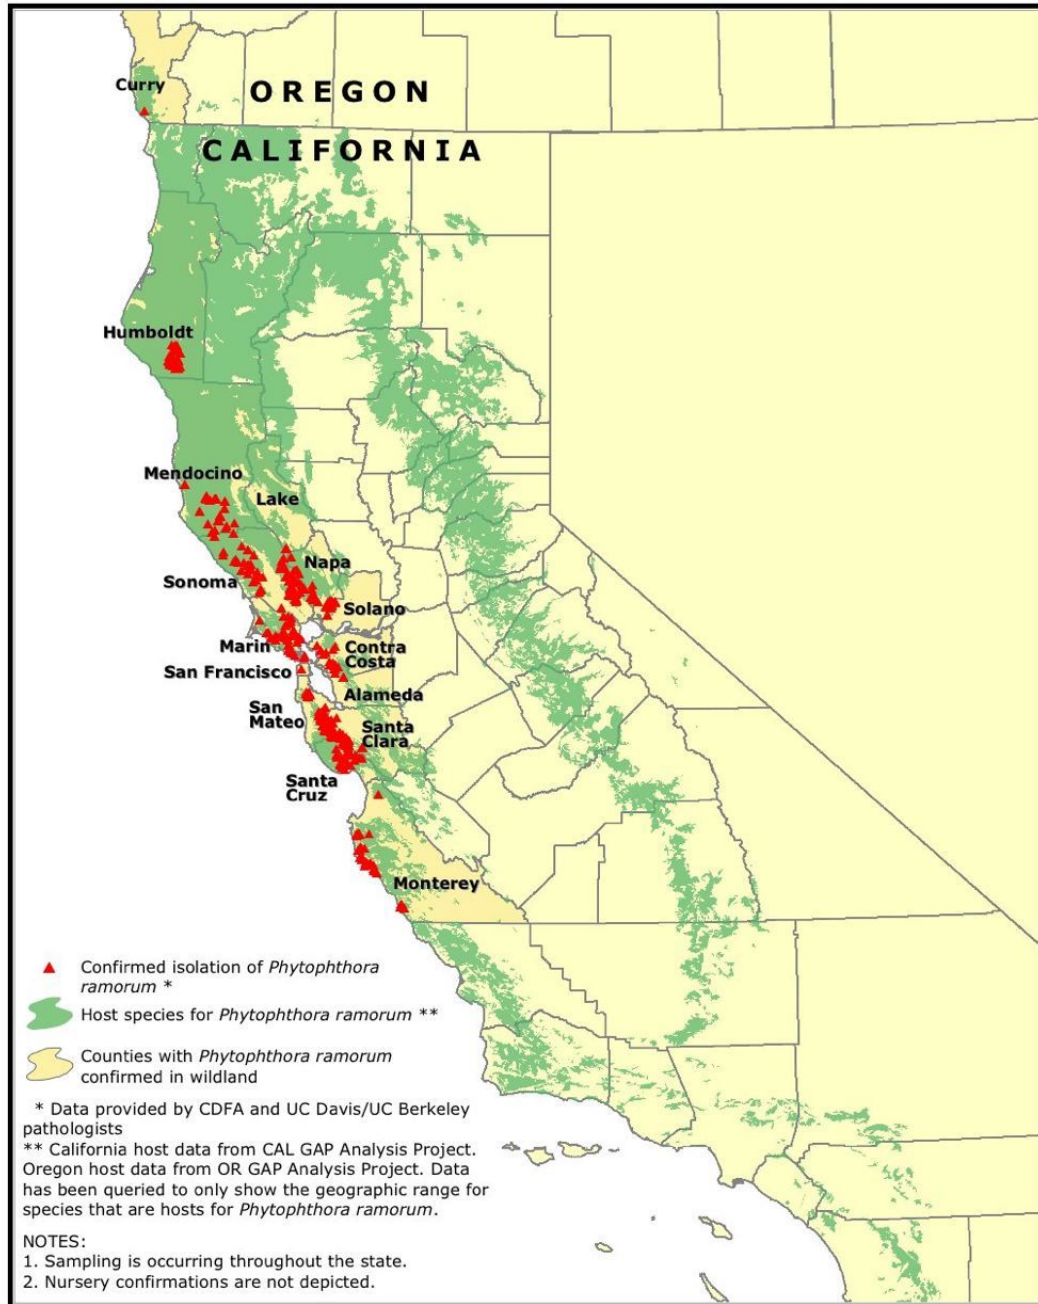 Curry
OREGON
CALIFORNIA
Humboldt
Mendocino
Lake
Napa
Sonoma
Solano
Marin
Contra
Costa
San Francisco
Alameda
San
Mateo
Santa
Clara
Santa
Cruz
Monterey
Confirmed isolation of Phytophthora
ramorum *
Host species for Phytophthora ramorum **
Counties with Phytophthora ramorum
confirmed in wildland
* Data provided by CDFA and UC Davis/UC Berkeley
pathologists
** California host data from CAL GAP Analysis Project.
Oregon host data from OR GAP Analysis Project. Data
has been queried to only show the geographic range for
species that are hosts for Phytophthora ramorum.
NOTES:
1. Sampling is occurring throughout the state.
2. Nursery confirmations are not depicted.